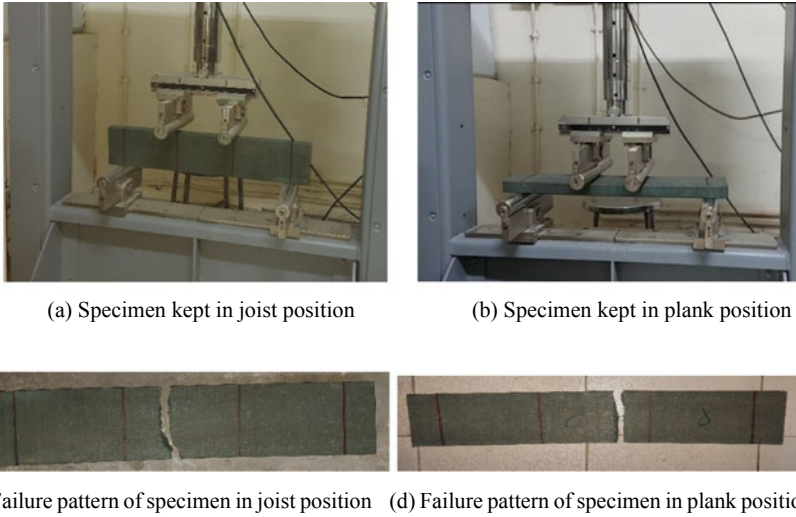 (a) Specimen kept in joist position
(b) Specimen kept in plank position
ailure pattern of specimen in joist position
(d) Failure pattern of specimen in plank positio